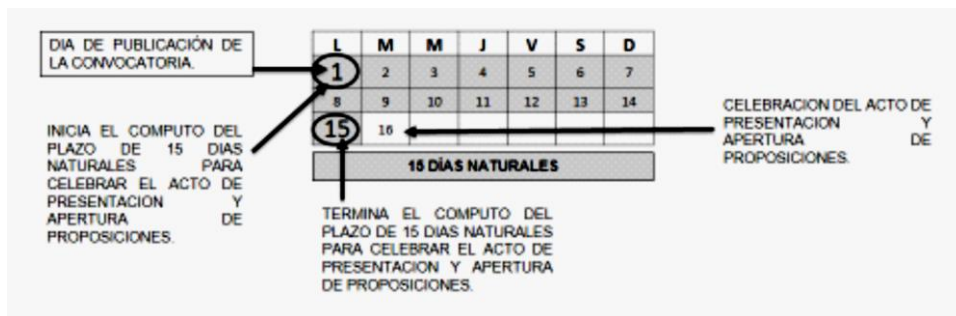 DIA DE PUBLICACIÓN DE
LA CONVOCATORIA.
L M M J V S D
1 2 3 4 5 6 7
8 9 10 11 12 13 14
15 16
15 DÍAS NATURALES
INICIA EL COMPUTO DEL
PLAZO DE 15 DIAS
NATURALES PARA
CELEBRAR EL ACTO DE
PRESENTACION Y
APERTURA DE
PROPOSICIONES.
CELEBRACION DEL ACTO DE
PRESENTACION Y
APERTURA DE
PROPOSICIONES.
TERMINA EL COMPUTO DEL
PLAZO DE 15 DIAS NATURALES
PARA CELEBRAR EL ACTO DE
PRESENTACION Y APERTURA
DE PROPOSICIONES.